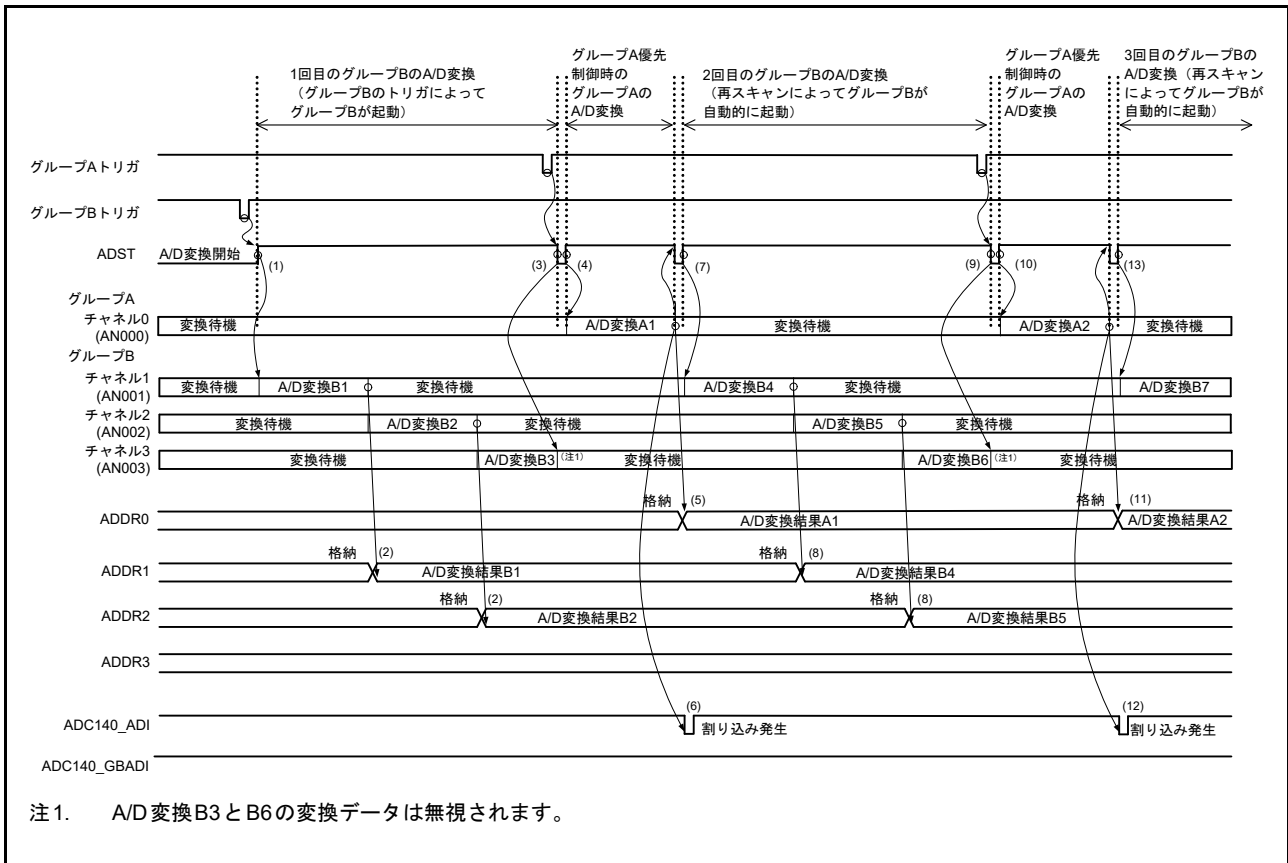 1回目のグループBのA/D変換
（グループBのトリガによって
グループBが起動）
グループA優先
制御時の
グループAの
A/D変換
2回目のグループBのA/D変換
（再スキャンによってグループBが
自動的に起動）
グループA優先
制御時の
グループAの
A/D変換
3回目のグループBの
A/D変換（再スキャン
によってグループBが
自動的に起動）
グループAトリガ
グループBトリガ
ADST A/D変換開始 (1) (3) (4) (7) (9) (10) (13)
グループA
チャネル0
(AN000)
変換待機 A/D変換A1 変換待機 A/D変換A2 変換待機
グループB
チャネル1
(AN001)
変換待機 A/D変換B1 変換待機 A/D変換B4 変換待機 A/D変換B7
チャネル2
(AN002)
変換待機 A/D変換B2 変換待機 A/D変換B5 変換待機
チャネル3
(AN003)
変換待機 A/D変換B3 (注1) 変換待機 A/D変換B6 (注1) 変換待機
格納 (5) 格納 (11)
ADDR0 A/D変換結果A1 A/D変換結果A2
格納 (2) 格納 (8)
ADDR1 A/D変換結果B1 A/D変換結果B4
格納 (2) 格納 (8)
ADDR2 A/D変換結果B2 A/D変換結果B5
ADDR3
ADC140_ADI (6) 割り込み発生 (12) 割り込み発生
ADC140_GBADI
注1. A/D変換B3とB6の変換データは無視されます。